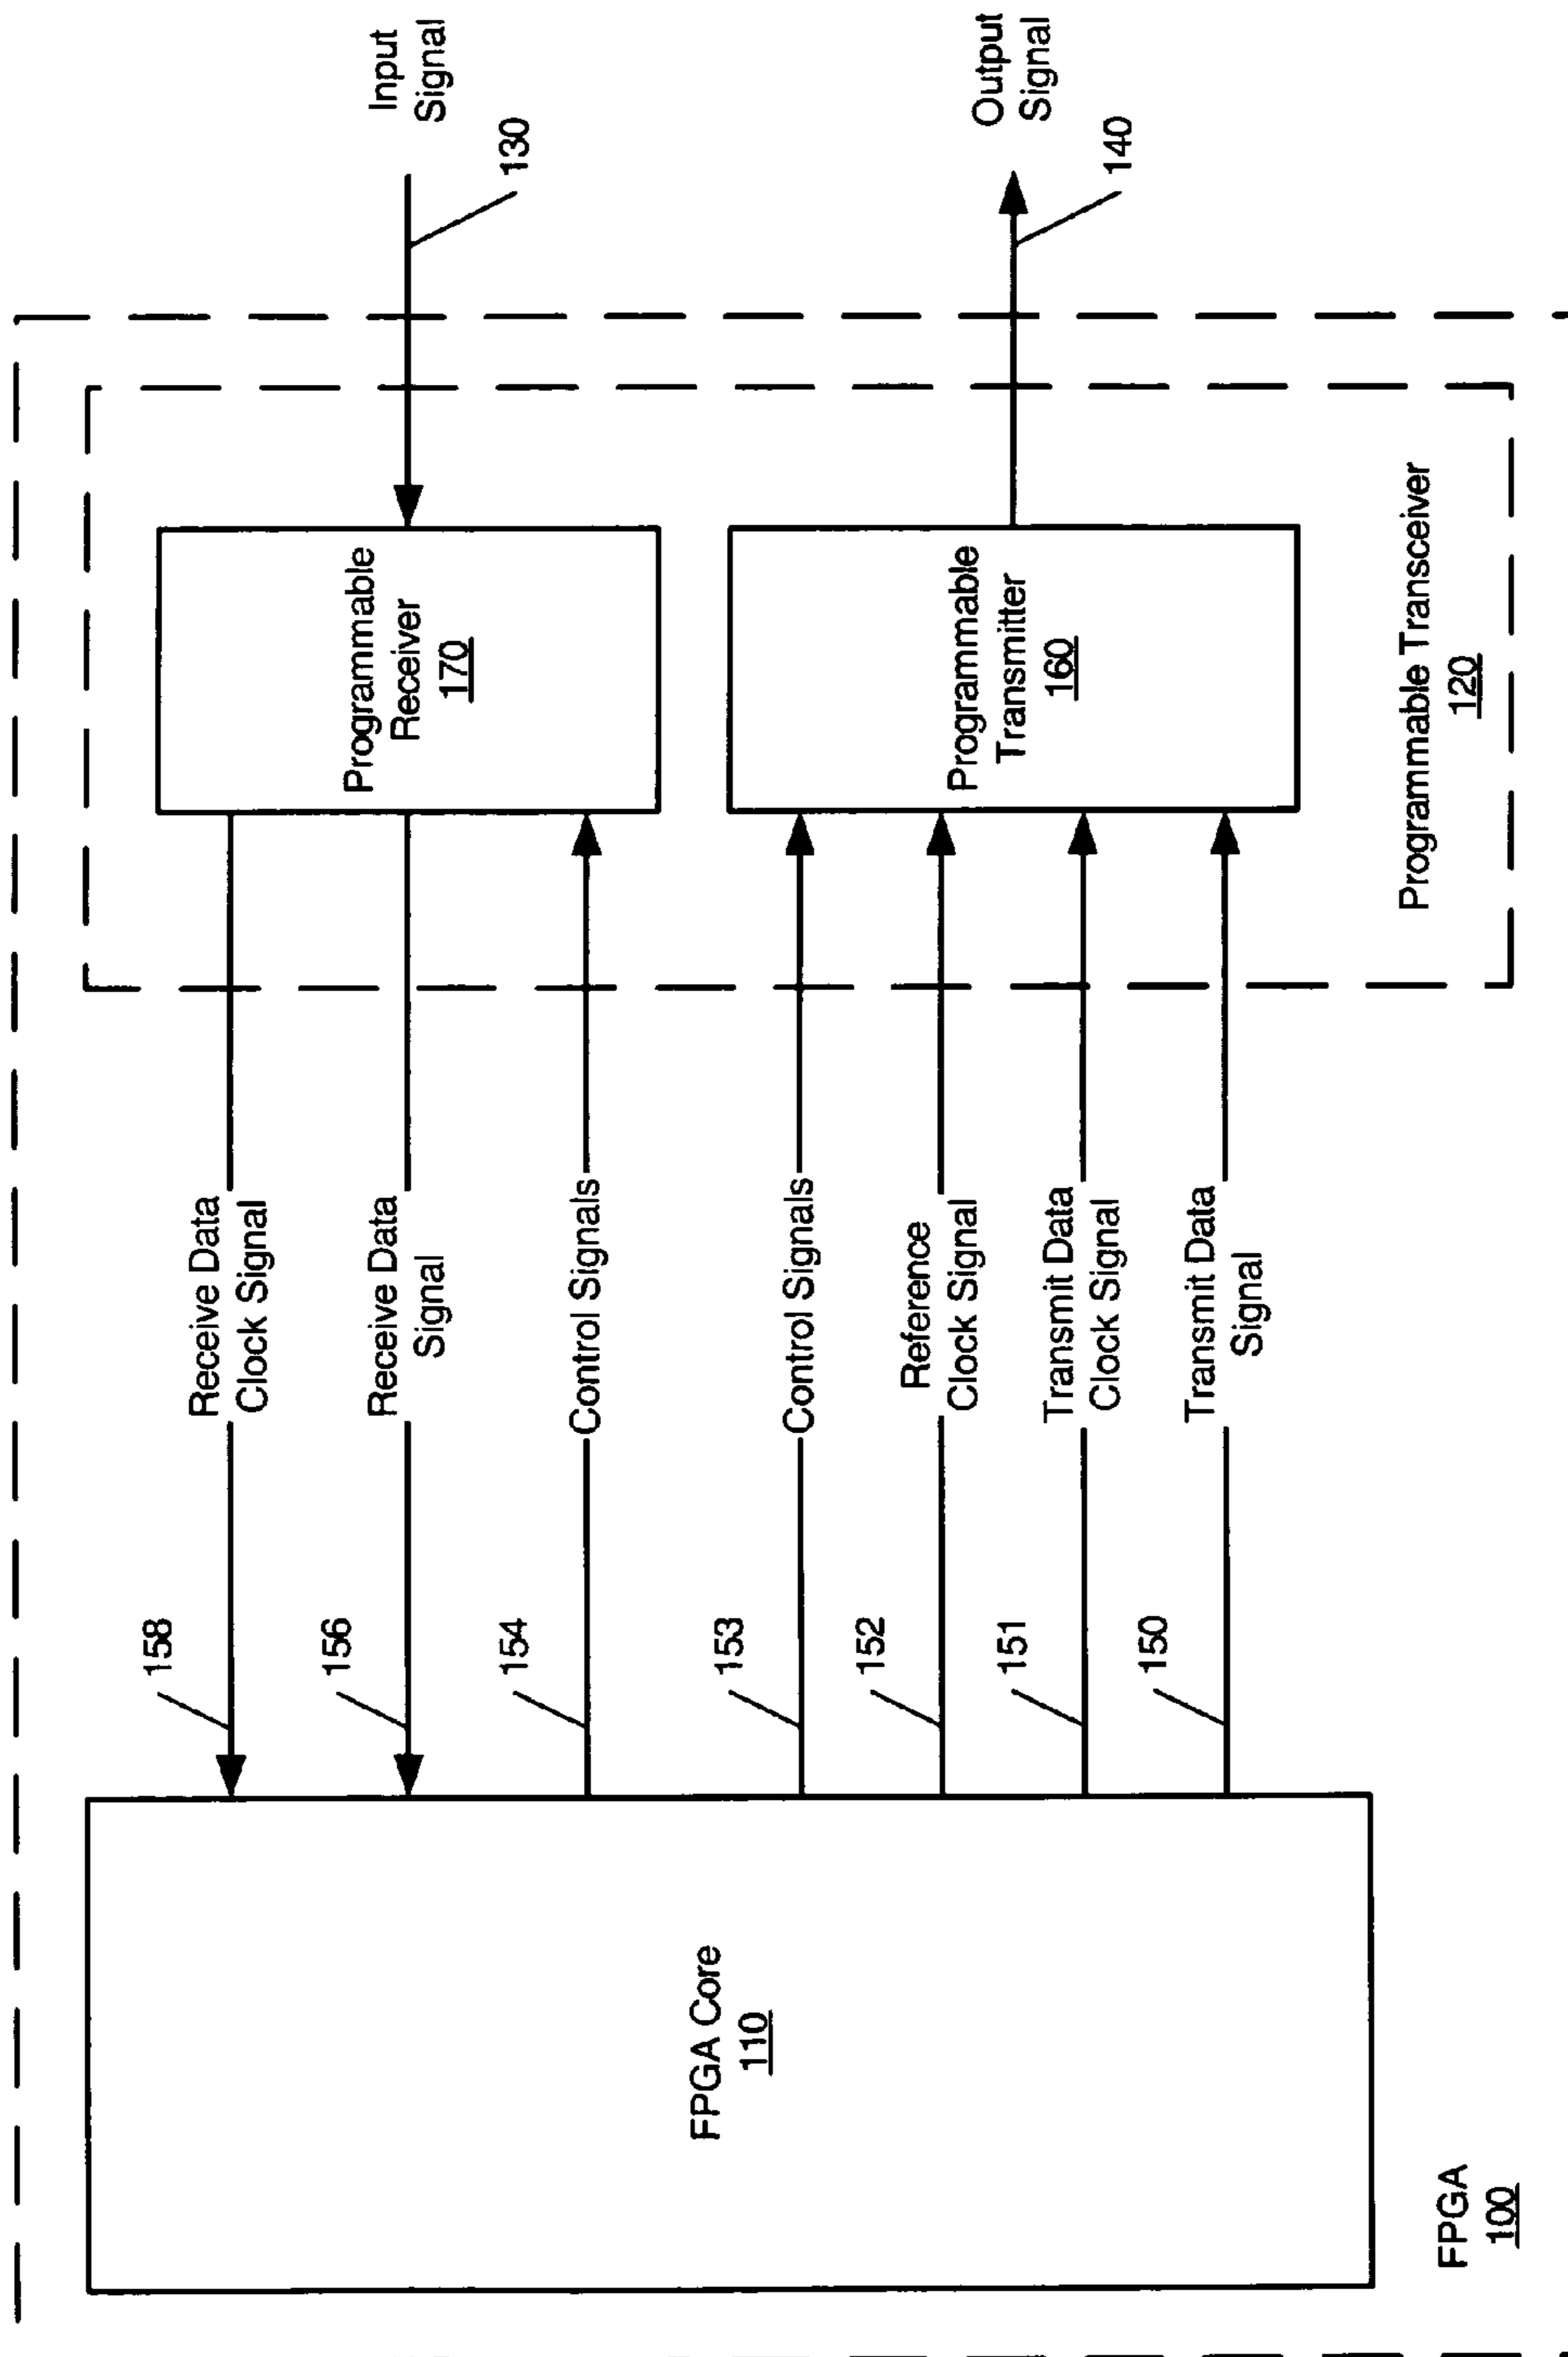 158
Receive Data
Clock Signal
156
Receive Data
Signal
154
Control Signals
153
Control Signals
152
Reference
Clock Signal
151
Transmit Data
Clock Signal
150
Transmit Data
Signal
FPGA Core
110
Programmable
Receiver
170
Programmable
Transmitter
160
Input
Signal
130
Output
Signal
140
Programmable Transceiver
120
FPGA
100